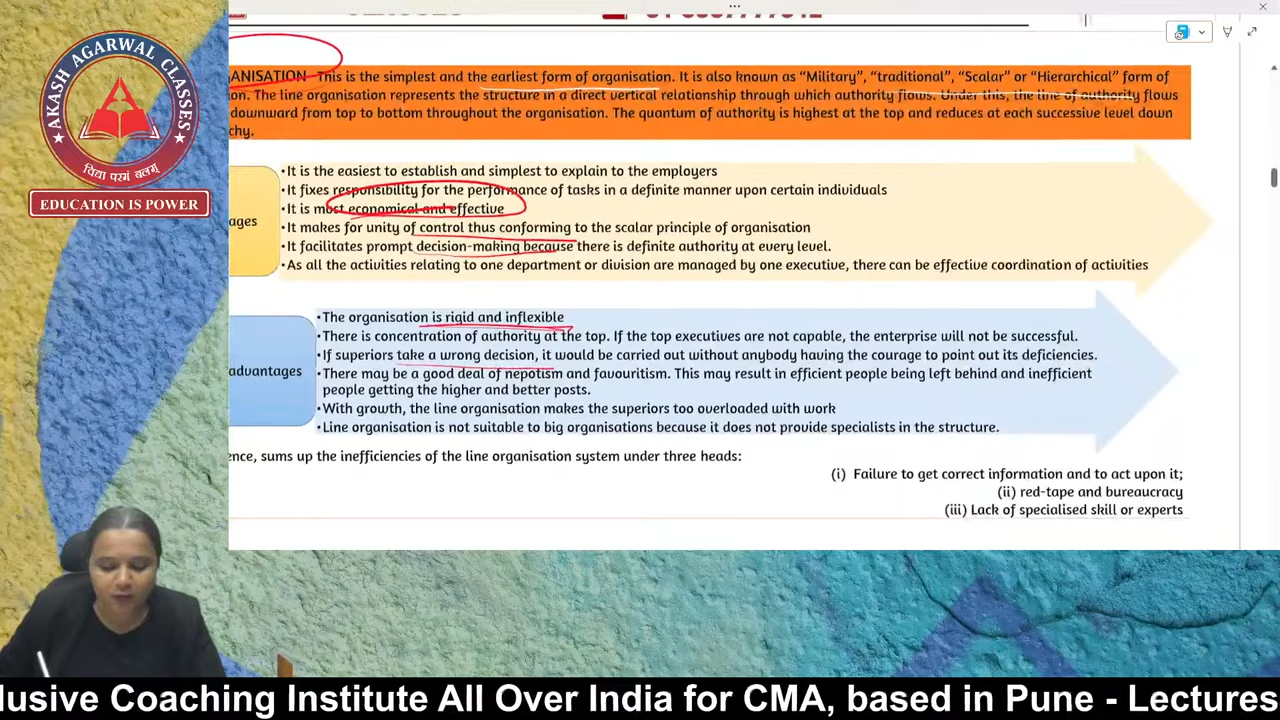 AKASH AGARWAL CLASSES
विद्या परमं बलम्
EDUCATION IS POWER
ANISATION This is the simplest and the earliest form of organisation. It is also known as “Military”, “traditional”, “Scalar” or “Hierarchical” form of
on. The line organisation represents the structure in a direct vertical relationship through which authority flows. Under this, the line of authority flows
downward from top to bottom throughout the organisation. The quantum of authority is highest at the top and reduces at each successive level down
chy.
ages
•It is the easiest to establish and simplest to explain to the employers
•It fixes responsibility for the performance of tasks in a definite manner upon certain individuals
•It is most economical and effective
•It makes for unity of control thus conforming to the scalar principle of organisation
•It facilitates prompt decision-making because there is definite authority at every level.
•As all the activities relating to one department or division are managed by one executive, there can be effective coordination of activities
advantages
•The organisation is rigid and inflexible
•There is concentration of authority at the top. If the top executives are not capable, the enterprise will not be successful.
•If superiors take a wrong decision, it would be carried out without anybody having the courage to point out its deficiencies.
•There may be a good deal of nepotism and favouritism. This may result in efficient people being left behind and inefficient
people getting the higher and better posts.
•With growth, the line organisation makes the superiors too overloaded with work
•Line organisation is not suitable to big organisations because it does not provide specialists in the structure.
ence, sums up the inefficiencies of the line organisation system under three heads:
(i) Failure to get correct information and to act upon it;
(ii) red-tape and bureaucracy
(iii) Lack of specialised skill or experts
lusive Coaching Institute All Over India for CMA, based in Pune - Lectures